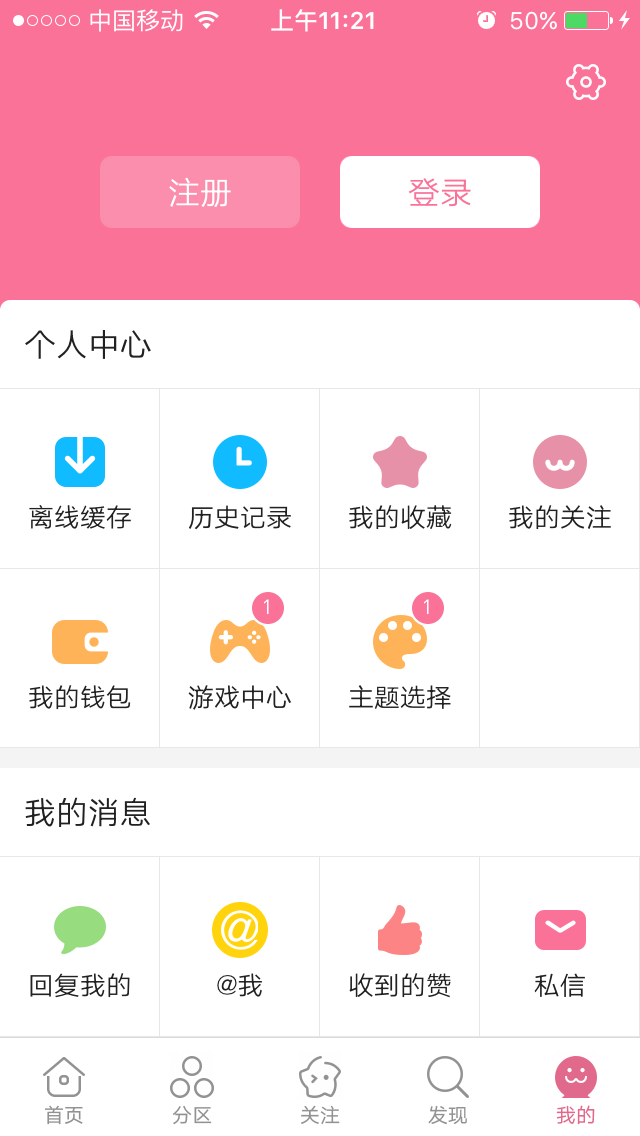 中国移动 上午11:21 50%
注册 登录
个人中心
离线缓存 历史记录 我的收藏 我的关注
1 1
我的钱包 游戏中心 主题选择
我的消息
@
回复我的 @我 收到的赞 私信
首页 分区 关注 发现 我的